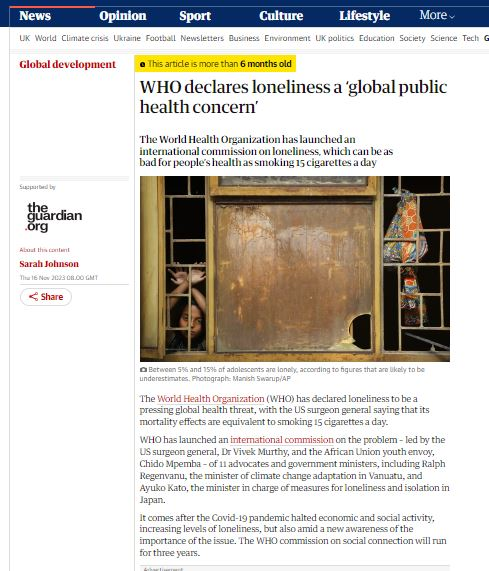 News Opinion Sport Culture Lifestyle More
UK World Climate crisis Ukraine Football Newsletters Business Environment UK politics Education Society Science Tech G
Global development
This article is more than 6 months old
WHO declares loneliness a ‘global public
health concern’
The World Health Organization has launched an
international commission on loneliness, which can be as
bad for people’s health as smoking 15 cigarettes a day
Supported by
the
guardian
.org
About this content
Sarah Johnson
Thu 16 Nov 2023 08.00 GMT
Share
Between 5% and 15% of adolescents are lonely, according to figures that are likely to be
underestimates. Photograph: Manish Swarup/AP
The World Health Organization (WHO) has declared loneliness to be a
pressing global health threat, with the US surgeon general saying that its
mortality effects are equivalent to smoking 15 cigarettes a day.
WHO has launched an international commission on the problem – led by the
US surgeon general, Dr Vivek Murthy, and the African Union youth envoy,
Chido Mpemba – of 11 advocates and government ministers, including Ralph
Regenvanu, the minister of climate change adaptation in Vanuatu, and
Ayuko Kato, the minister in charge of measures for loneliness and isolation in
Japan.
It comes after the Covid-19 pandemic halted economic and social activity,
increasing levels of loneliness, but also amid a new awareness of the
importance of the issue. The WHO commission on social connection will run
for three years.
Advertisement